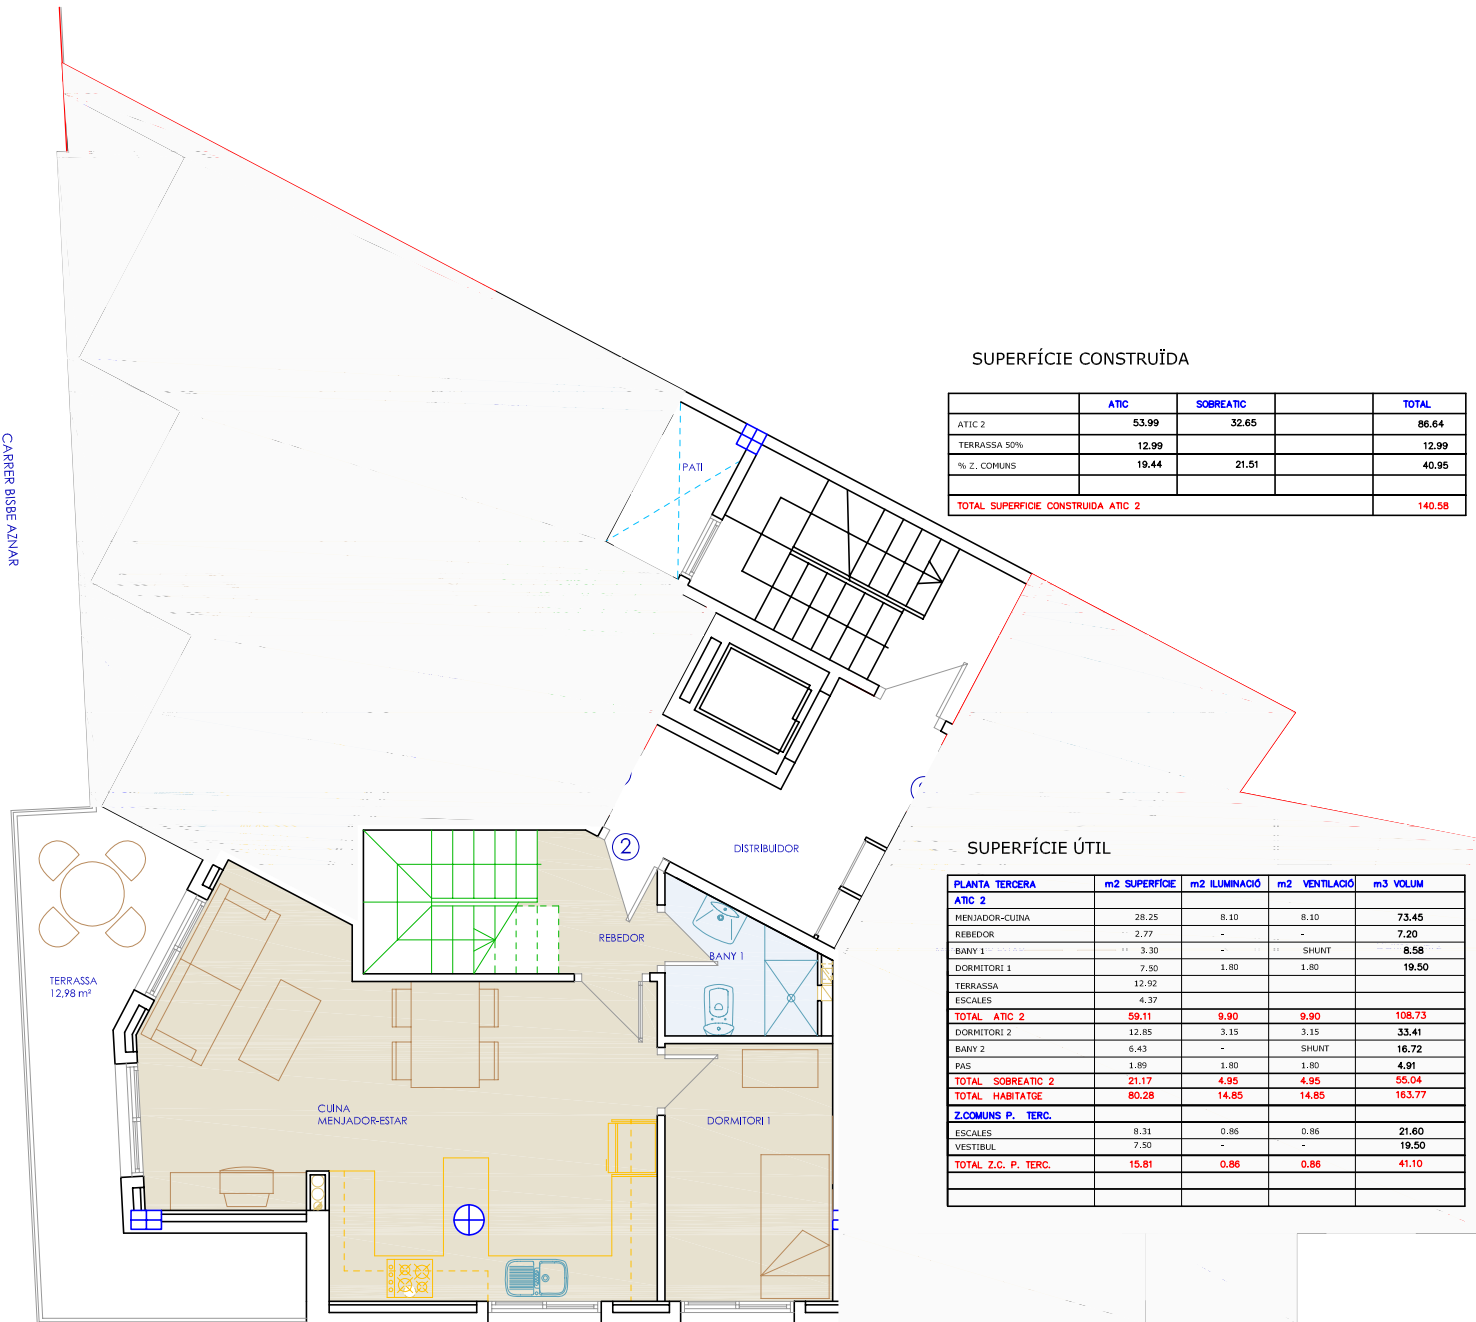 CARRER BISBE AZNAR
PATI
2
DISTRIBUIDOR
REBEDOR
BANY 1
TERRASSA
12,98 m²
CUINA
MENJADOR-ESTAR
DORMITORI 1
SUPERFÍCIE CONSTRUÏDA
ATIC SOBREATIC TOTAL
ATIC 2 53.99 32.65 86.64
TERRASSA 50% 12.99 12.99
% Z. COMUNS 19.44 21.51 40.95
TOTAL SUPERFICIE CONSTRUIDA ATIC 2 140.58
SUPERFÍCIE ÚTIL
PLANTA TERCERA m2 SUPERFÍCIE m2 ILUMINACIÓ m2 VENTILACIÓ m3 VOLUM
ATIC 2
MENJADOR-CUINA 28.25 8.10 8.10 73.45
REBEDOR 2.77 - - 7.20
BANY 1 3.30 - SHUNT 8.58
DORMITORI 1 7.50 1.80 1.80 19.50
TERRASSA 12.92
ESCALES 4.37
TOTAL ATIC 2 59.11 9.90 9.90 108.73
DORMITORI 2 12.85 3.15 3.15 33.41
BANY 2 6.43 - SHUNT 16.72
PAS 1.89 1.80 1.80 4.91
TOTAL SOBREATIC 2 21.17 4.95 4.95 55.04
TOTAL HABITATGE 80.28 14.85 14.85 163.77
Z.COMUNS P. TERC.
ESCALES 8.31 0.86 0.86 21.60
VESTIBUL 7.50 - - 19.50
TOTAL Z.C. P. TERC. 15.81 0.86 0.86 41.10